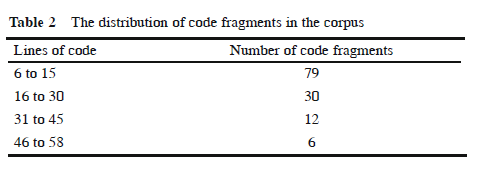 Table 2 The distribution of code fragments in the corpus
Lines of code Number of code fragments
6 to 15 79
16 to 30 30
31 to 45 12
46 to 58 6